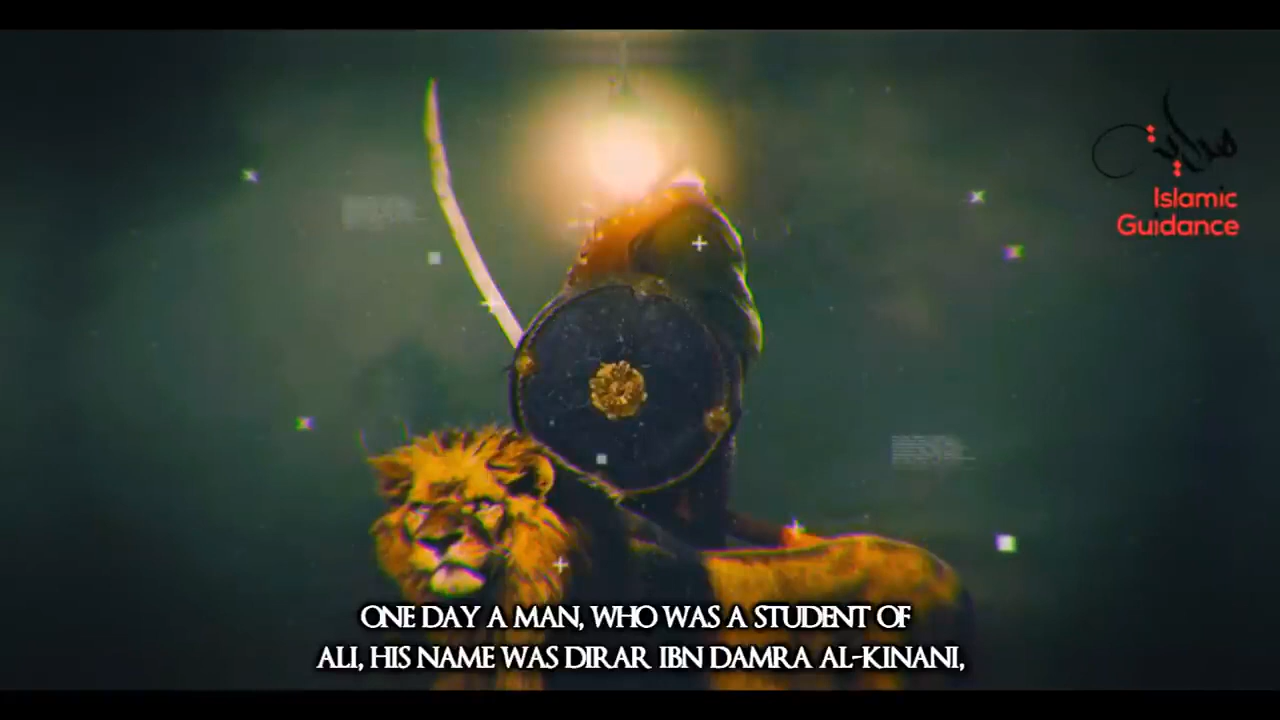 Islamic
Guidance
ONE DAY A MAN, WHO WAS A STUDENT OF
ALI, HIS NAME WAS DIRAR IBN DAMRA AL-KINANI,